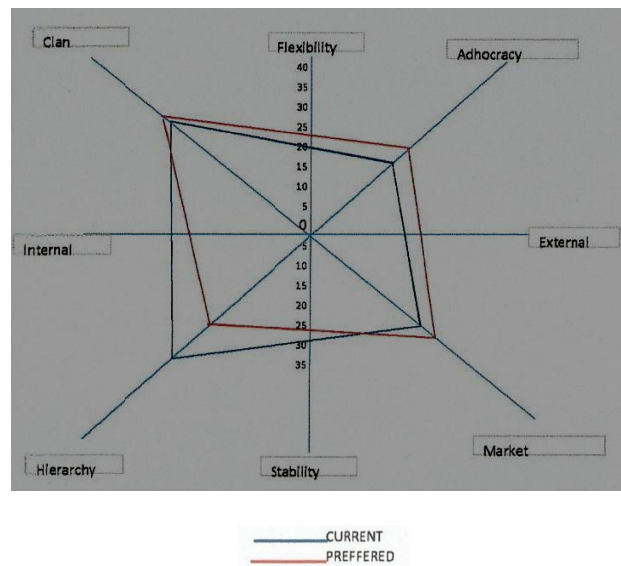 Clan
Flexibility
Adhocracy
40
35
30
25
20
15
10
5
0
Internal
External
5
10
15
20
25
30
35
Hierarchy
Stability
Market
CURRENT
PREFFERED